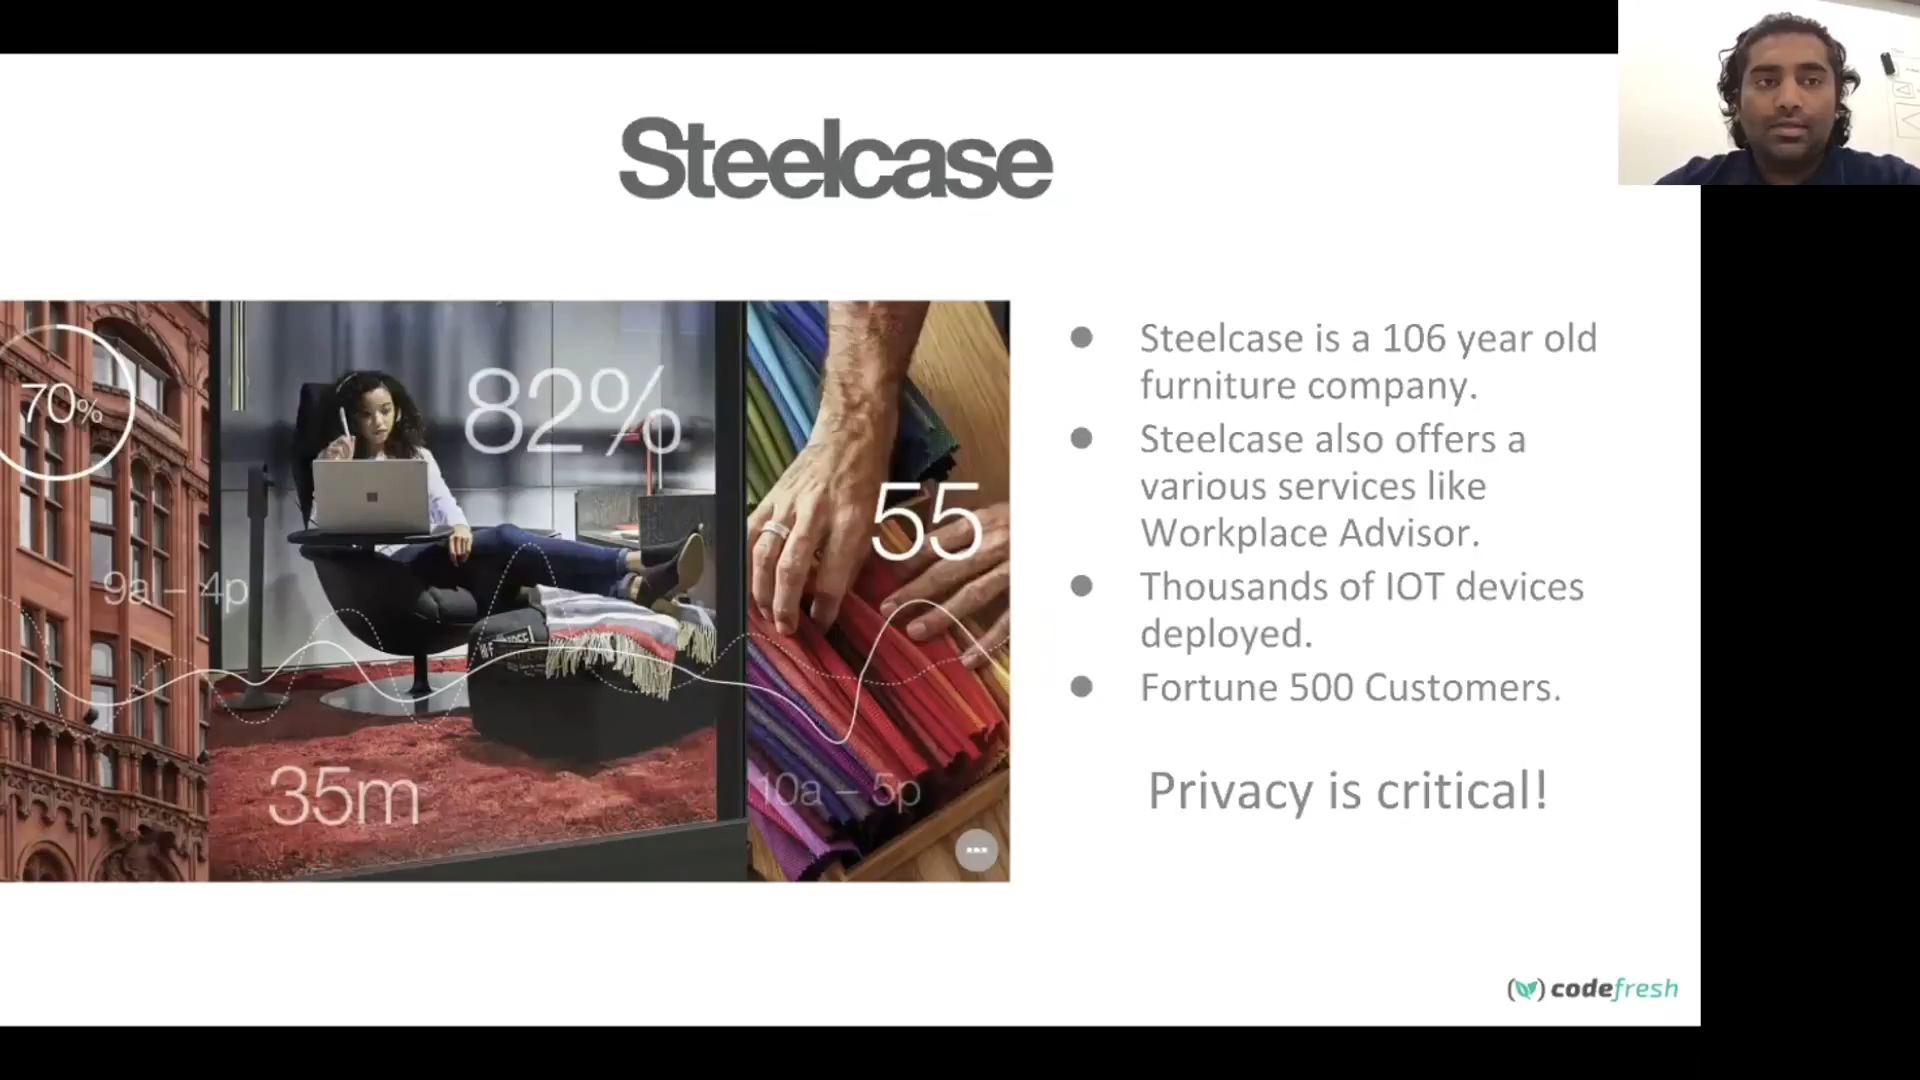 Steelcase
70%
82%
55
9a – 4p
35m
10a – 5p
● Steelcase is a 106 year old
furniture company.
● Steelcase also offers a
various services like
Workplace Advisor.
● Thousands of IOT devices
deployed.
● Fortune 500 Customers.
Privacy is critical!
codefresh